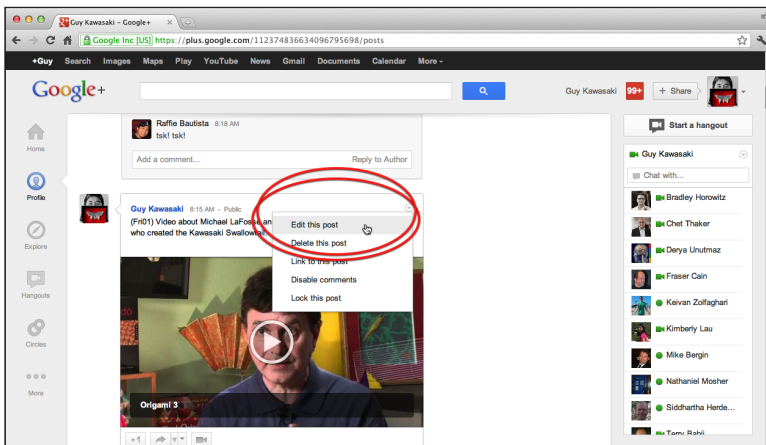 Guy Kawasaki – Google+
Google Inc [US] https://plus.google.com/112374836634096795698/posts
+Guy Search Images Maps Play YouTube News Gmail Documents Calendar More
Google+
Guy Kawasaki 99+ + Share
Home
Profile
Explore
Hangouts
Circles
More
Raffie Bautista 8:18 AM
tsk! tsk!
Add a comment... Reply to Author
Guy Kawasaki 8:15 AM - Public
(Fri01) Video about Michael LaFosse an
who created the Kawasaki Swallowtail.
Edit this post
Delete this post
Link to this post
Disable comments
Lock this post
Origami 3
+1
Start a hangout
Guy Kawasaki
Chat with...
Bradley Horowitz
Chet Thaker
Derya Unutmaz
Fraser Cain
Keivan Zolfaghari
Kimberly Lau
Mike Bergin
Nathaniel Mosher
Siddhartha Herde...
Terry Babij